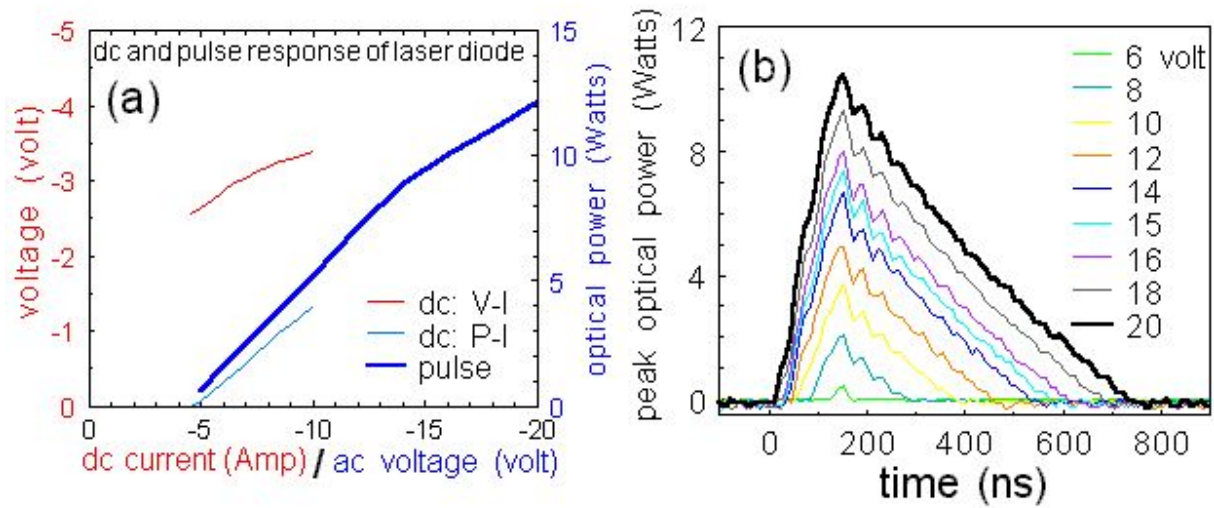 dc and pulse response of laser diode
(a)
-5
-4
-3
-2
-1
0
voltage (volt)
15
10
5
0
optical power (Watts)
dc: V-I
dc: P-I
pulse
0 -5 -10 -15 -20
dc current (Amp) / ac voltage (volt)
(b)
12
8
4
0
peak optical power (Watts)
6 volt
8
10
12
14
15
16
18
20
0 200 400 600 800
time (ns)